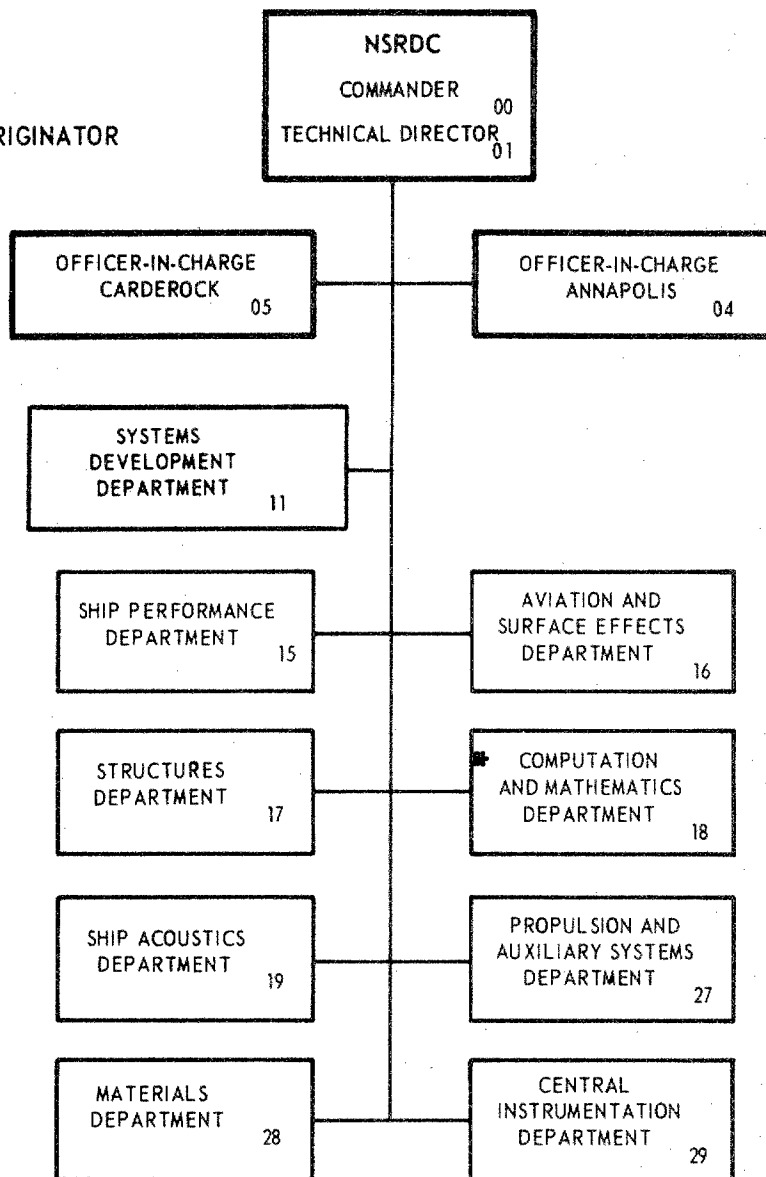 NSRDC
COMMANDER
00
TECHNICAL DIRECTOR
01
RIGINATOR
OFFICER-IN-CHARGE
CARDEROCK
05
OFFICER-IN-CHARGE
ANNAPOLIS
04
SYSTEMS
DEVELOPMENT
DEPARTMENT
11
SHIP PERFORMANCE
DEPARTMENT
15
AVIATION AND
SURFACE EFFECTS
DEPARTMENT
16
STRUCTURES
DEPARTMENT
17
COMPUTATION
AND MATHEMATICS
DEPARTMENT
18
SHIP ACOUSTICS
DEPARTMENT
19
PROPULSION AND
AUXILIARY SYSTEMS
DEPARTMENT
27
MATERIALS
DEPARTMENT
28
CENTRAL
INSTRUMENTATION
DEPARTMENT
29